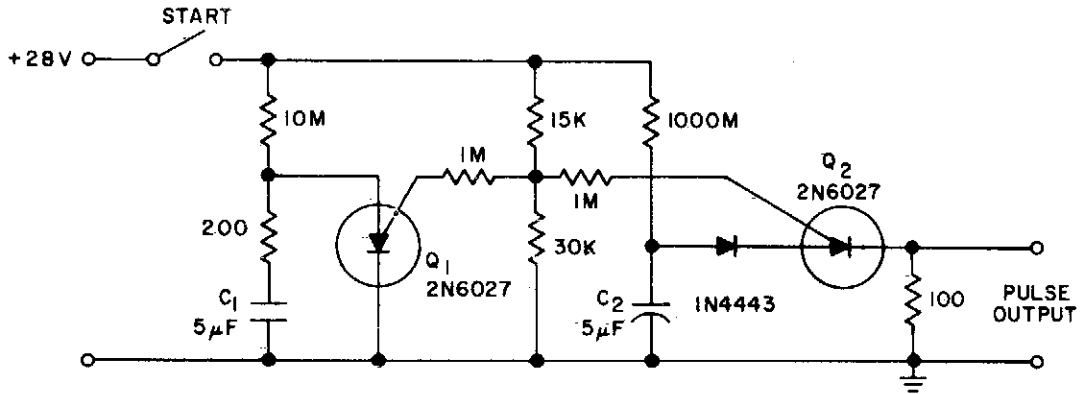 START
+28V
10M
15K
1000M
1M
1M
Q2
2N6027
200
Q1
2N6027
30K
C1
5μF
C2
5μF
1N4443
100
PULSE
OUTPUT